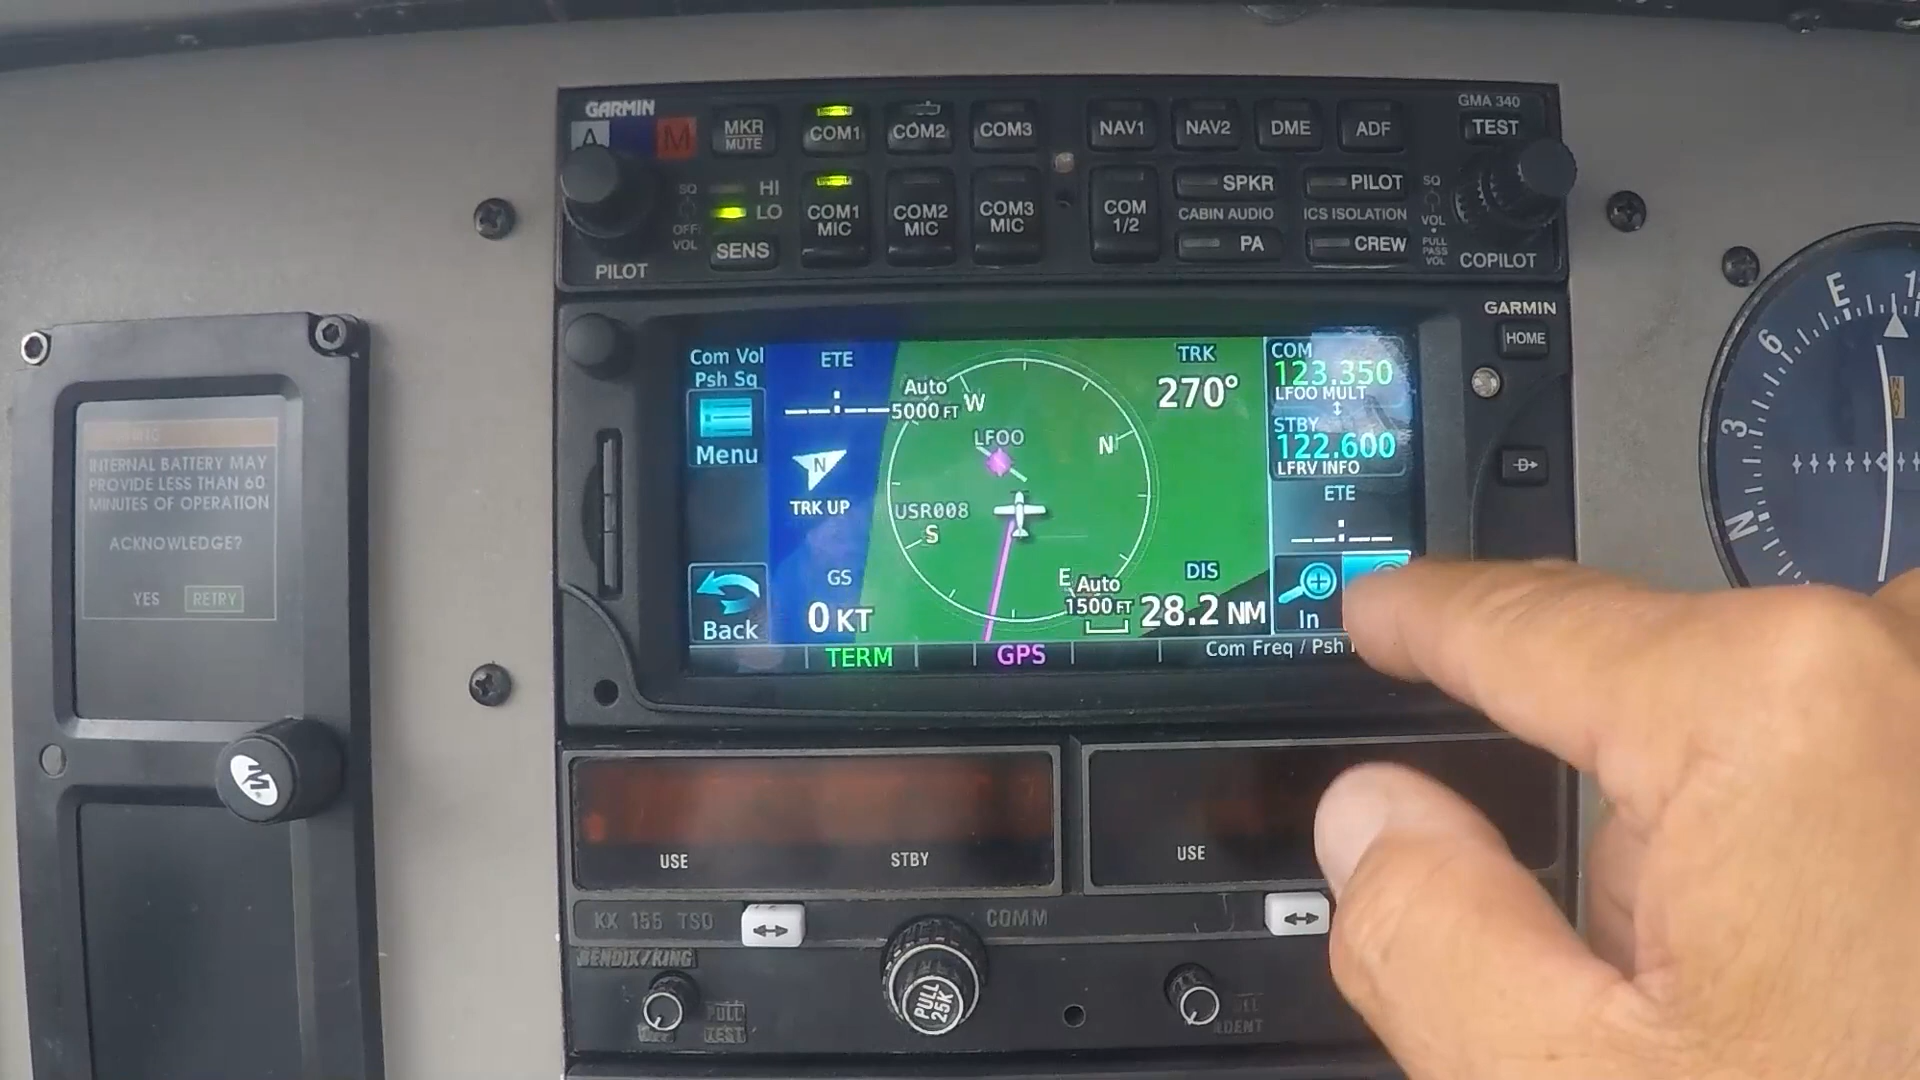 GARMIN
GMA 340
A M
MKR
MUTE
COM1
COM2
COM3
NAV1
NAV2
DME
ADF
TEST
SQ
OFF
VOL
HI
LO
SENS
PILOT
COM1
MIC
COM2
MIC
COM3
MIC
COM
1/2
SPKR
CABIN AUDIO
PA
PILOT
ICS ISOLATION
CREW
SQ
VOL
PULL
PASS
VOL
COPILOT
INTERNAL BATTERY MAY
PROVIDE LESS THAN 60
MINUTES OF OPERATION
ACKNOWLEDGE?
YES RETRY
M
GARMIN
HOME
D
Com Vol
Psh Sq
Menu
Back
ETE
N
TRK UP
GS
0 KT
Auto
5000 FT
W
N
S
E
LFOO
USR008
Auto
1500 FT
TRK
270°
DIS
28.2 NM
COM
123.350
LFOO MULT
STBY
122.600
LFRV INFO
ETE
In
TERM
GPS
Com Freq / Psh
USE
STBY
USE
KX 155 TSO
COMM
BENDIX/KING
PULL
TEST
PULL
25K
E
6
3
N
NAV